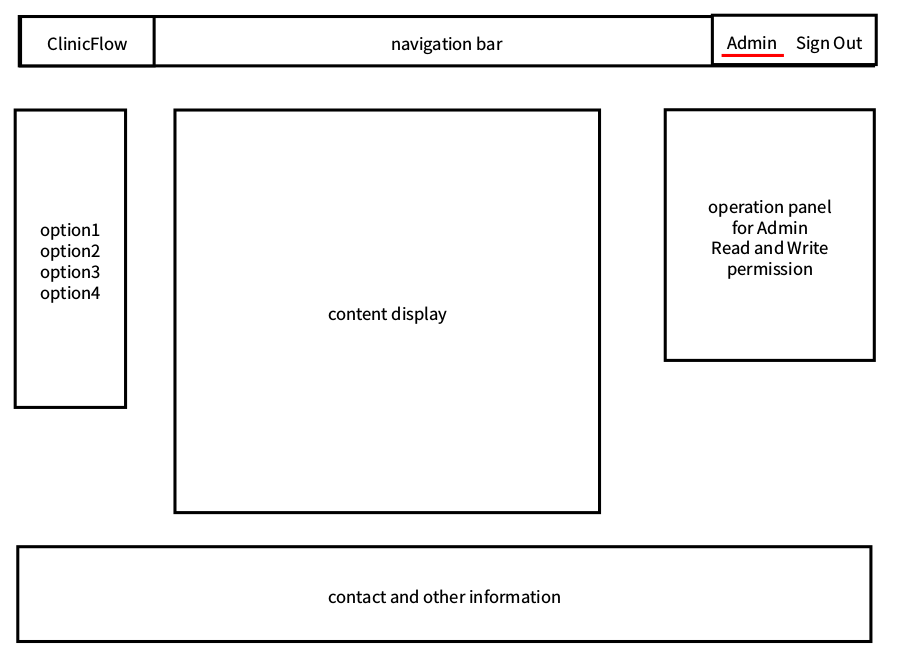 ClinicFlow
navigation bar
Admin Sign Out
option1
option2
option3
option4
content display
operation panel
for Admin
Read and Write
permission
contact and other information